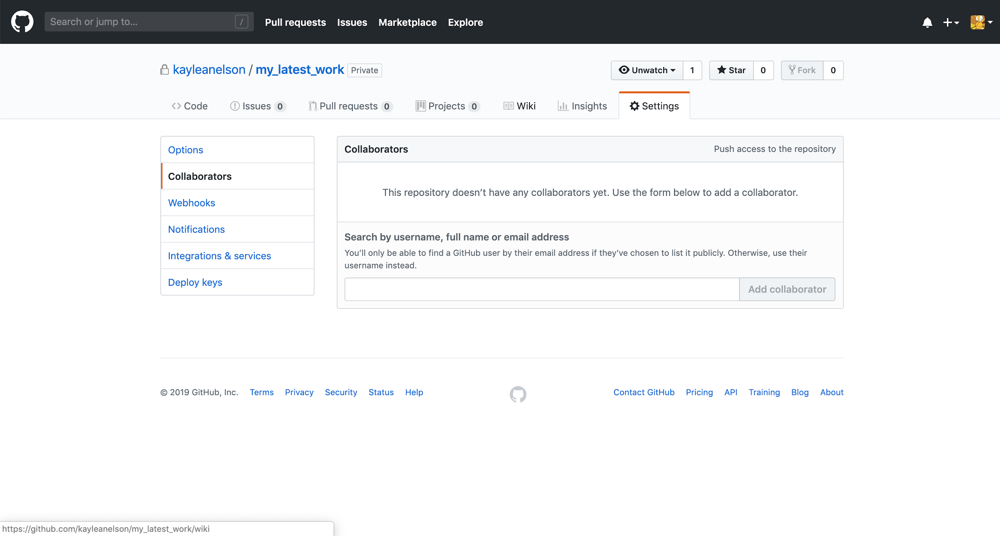 Search or jump to... /
Pull requests Issues Marketplace Explore
kayleanelson / my_latest_work Private
Unwatch 1 Star 0 Fork 0
Code Issues 0 Pull requests 0 Projects 0 Wiki Insights Settings
Options
Collaborators
Webhooks
Notifications
Integrations & services
Deploy keys
Collaborators Push access to the repository
This repository doesn’t have any collaborators yet. Use the form below to add a collaborator.
Search by username, full name or email address
You’ll only be able to find a GitHub user by their email address if they’ve chosen to list it publicly. Otherwise, use their
username instead.
Add collaborator
© 2019 GitHub, Inc. Terms Privacy Security Status Help
Contact GitHub Pricing API Training Blog About
https://github.com/kayleanelson/my_latest_work/wiki